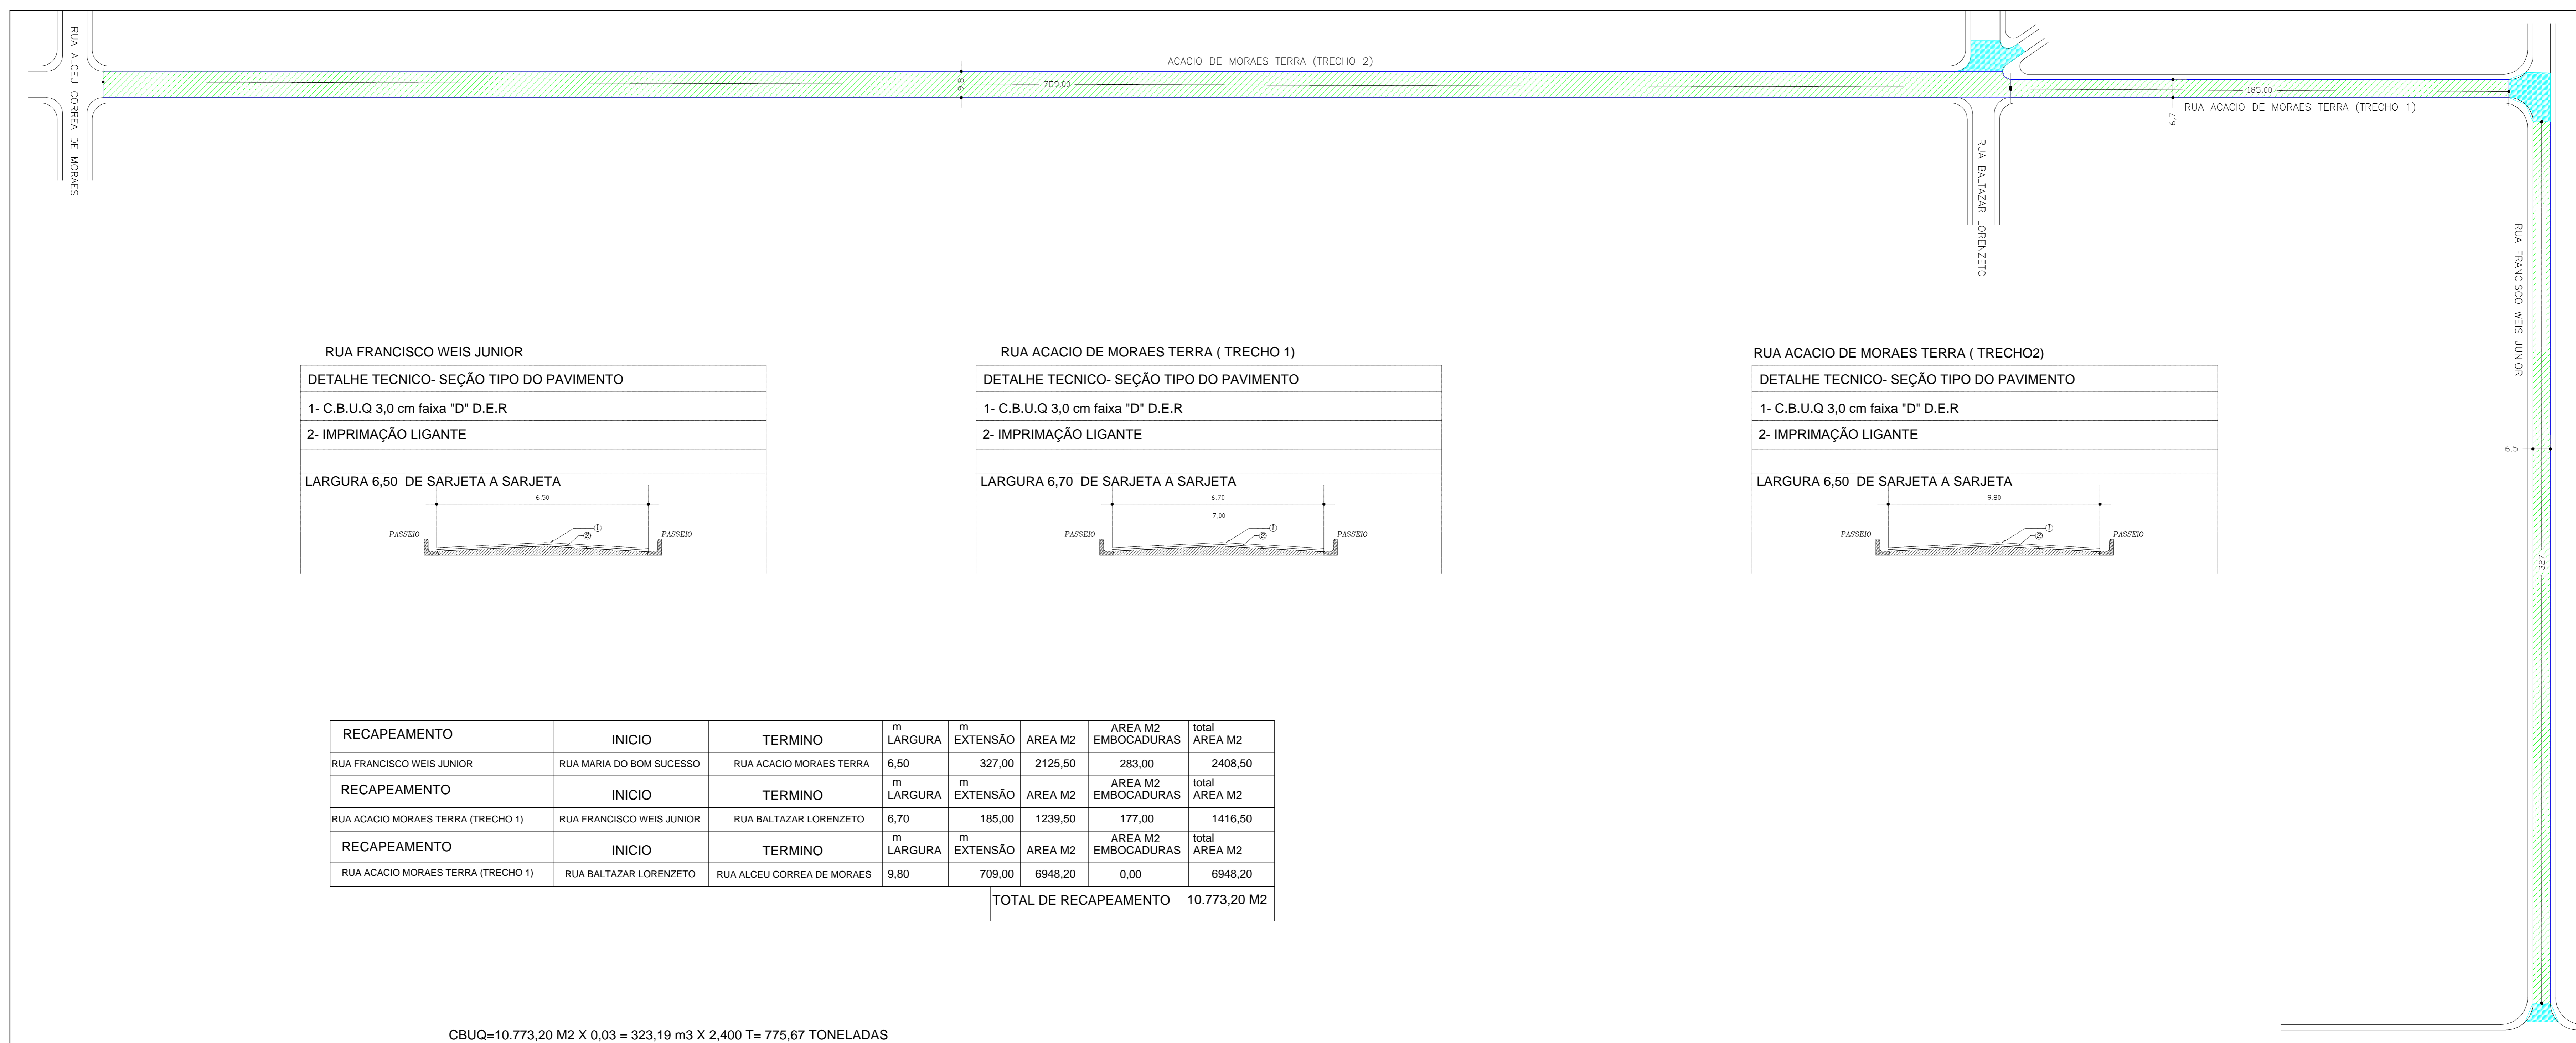 RUA ALCEU CORREA DE MORAES
ACACIO DE MORAES TERRA (TRECHO 2)
9,8
709,00
185,00
RUA ACACIO DE MORAES TERRA (TRECHO 1)
6,7
RUA BALTAZAR LORENZETO
RUA FRANCISCO WEIS JUNIOR
6,5
327
RUA FRANCISCO WEIS JUNIOR
DETALHE TECNICO- SEÇÃO TIPO DO PAVIMENTO
1- C.B.U.Q 3,0 cm faixa "D" D.E.R
2- IMPRIMAÇÃO LIGANTE
LARGURA 6,50 DE SARJETA A SARJETA
6,50
PASSEIO 1 2 PASSEIO
RUA ACACIO DE MORAES TERRA ( TRECHO 1)
DETALHE TECNICO- SEÇÃO TIPO DO PAVIMENTO
1- C.B.U.Q 3,0 cm faixa "D" D.E.R
2- IMPRIMAÇÃO LIGANTE
LARGURA 6,70 DE SARJETA A SARJETA
6,70
7,00
PASSEIO 1 2 PASSEIO
RUA ACACIO DE MORAES TERRA ( TRECHO2)
DETALHE TECNICO- SEÇÃO TIPO DO PAVIMENTO
1- C.B.U.Q 3,0 cm faixa "D" D.E.R
2- IMPRIMAÇÃO LIGANTE
LARGURA 6,50 DE SARJETA A SARJETA
9,80
PASSEIO 1 2 PASSEIO
RECAPEAMENTO INICIO TERMINO m LARGURA m EXTENSÃO AREA M2 AREA M2 EMBOCADURAS total AREA M2
RUA FRANCISCO WEIS JUNIOR RUA MARIA DO BOM SUCESSO RUA ACACIO MORAES TERRA 6,50 327,00 2125,50 283,00 2408,50
RECAPEAMENTO INICIO TERMINO m LARGURA m EXTENSÃO AREA M2 AREA M2 EMBOCADURAS total AREA M2
RUA ACACIO MORAES TERRA (TRECHO 1) RUA FRANCISCO WEIS JUNIOR RUA BALTAZAR LORENZETO 6,70 185,00 1239,50 177,00 1416,50
RECAPEAMENTO INICIO TERMINO m LARGURA m EXTENSÃO AREA M2 AREA M2 EMBOCADURAS total AREA M2
RUA ACACIO MORAES TERRA (TRECHO 1) RUA BALTAZAR LORENZETO RUA ALCEU CORREA DE MORAES 9,80 709,00 6948,20 0,00 6948,20
TOTAL DE RECAPEAMENTO 10.773,20 M2
CBUQ=10.773,20 M2 X 0,03 = 323,19 m3 X 2,400 T= 775,67 TONELADAS